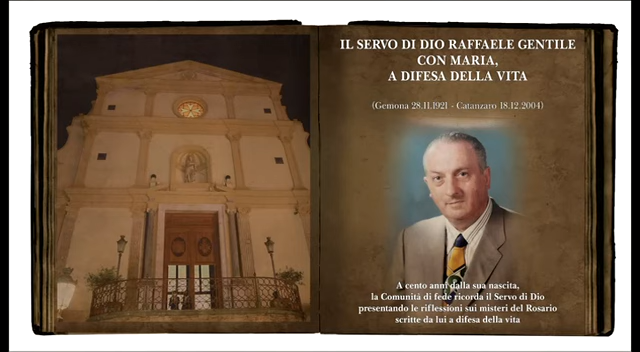 IL SERVO DI DIO RAFFAELE GENTILE
CON MARIA,
A DIFESA DELLA VITA
(Gemona 28.11.1921 - Catanzaro 18.12.2004)
A cento anni dalla sua nascita,
la Comunitá di fede ricorda il Servo di Dio
presentando le riflessioni sui misteri del Rosario
scritte da lui a difesa della vita